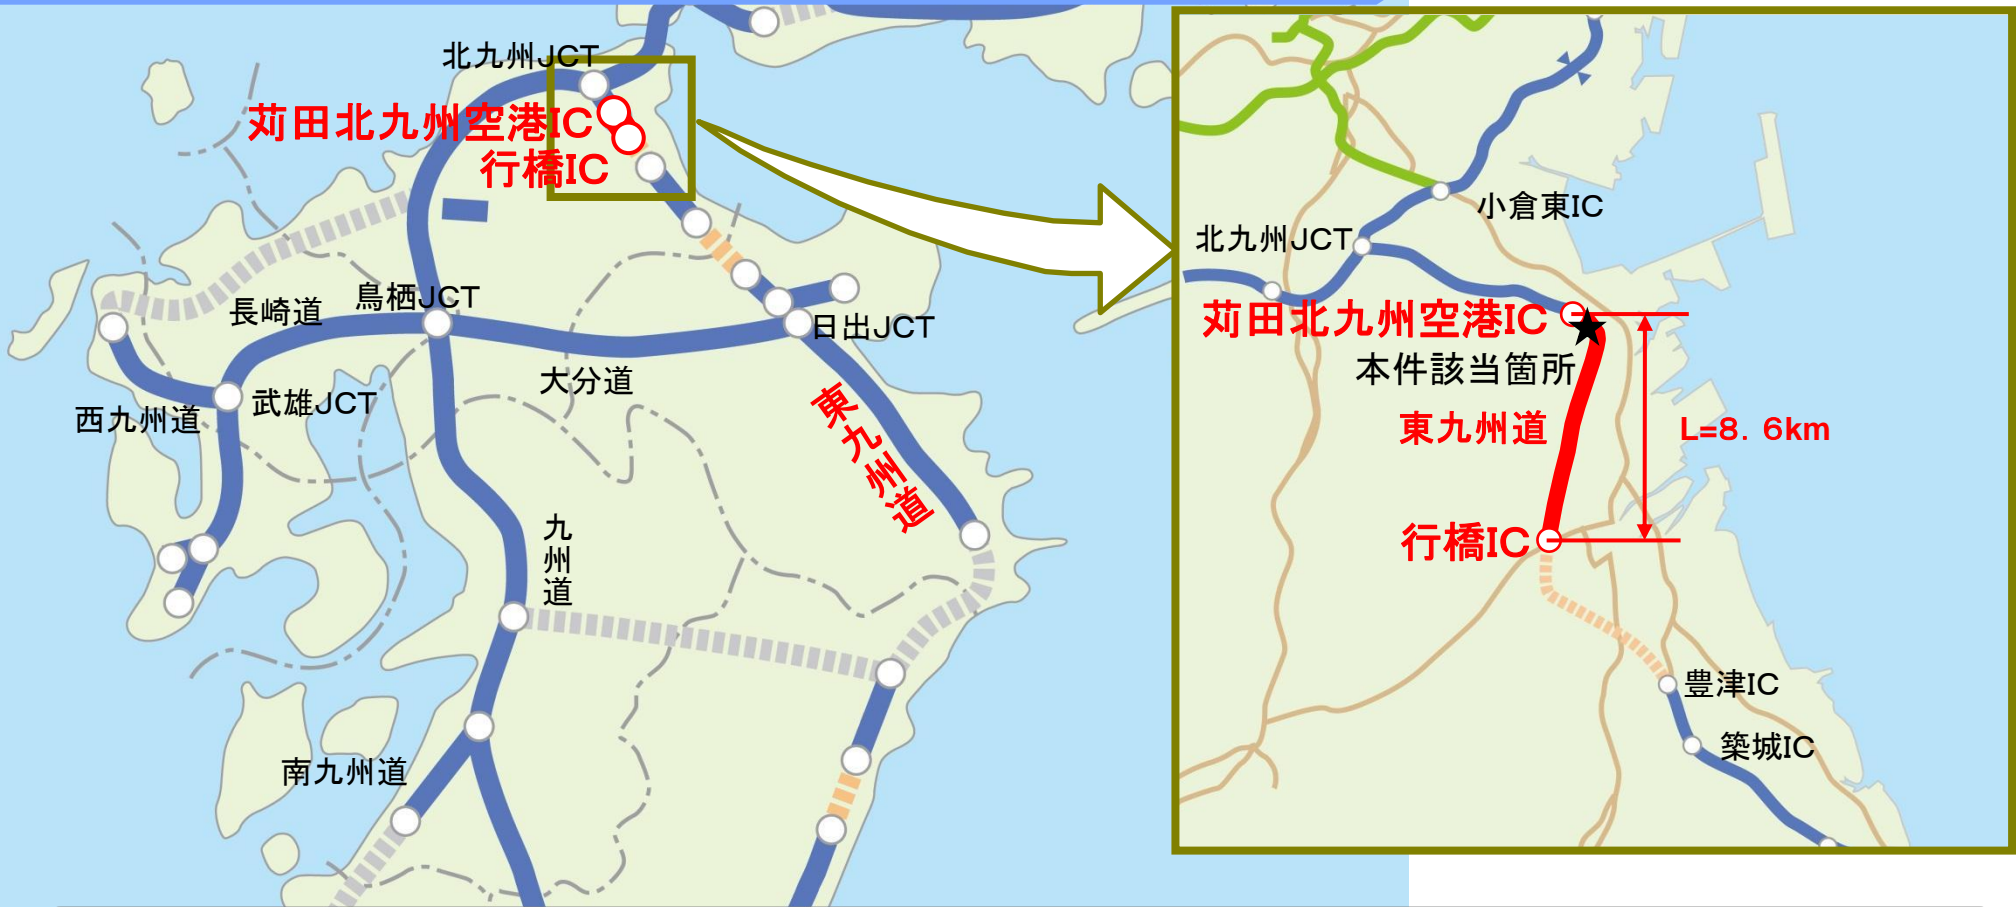 北九州JCT
苅田北九州空港IC
行橋IC
長崎道
鳥栖JCT
日出JCT
大分道
武雄JCT
西九州道
東九州道
九州道
南九州道
小倉東IC
北九州JCT
苅田北九州空港IC
本件該当箇所
東九州道
L=8．6km
行橋IC
豊津IC
築城IC